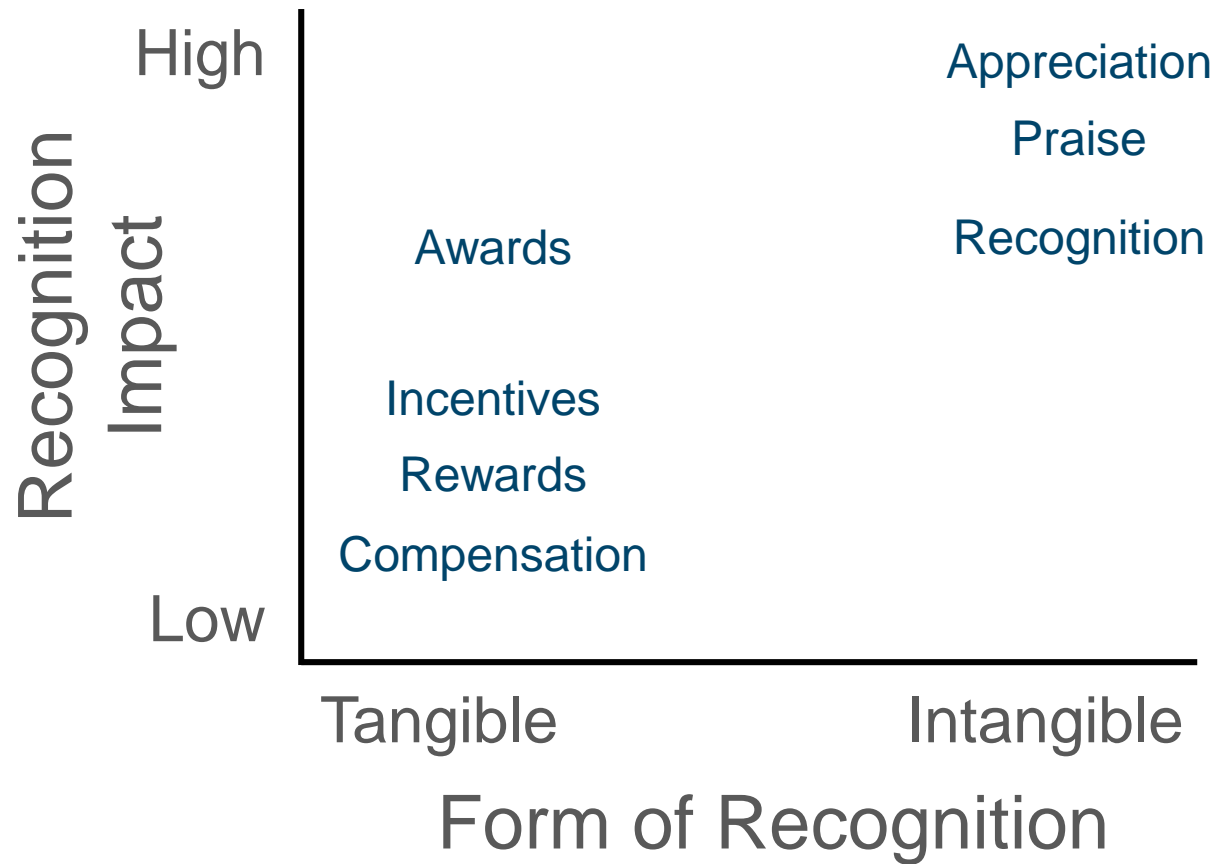 High
Appreciation
Praise
Recognition
Impact
Awards
Recognition
Incentives
Rewards
Compensation
Low
Tangible
Intangible
Form of Recognition